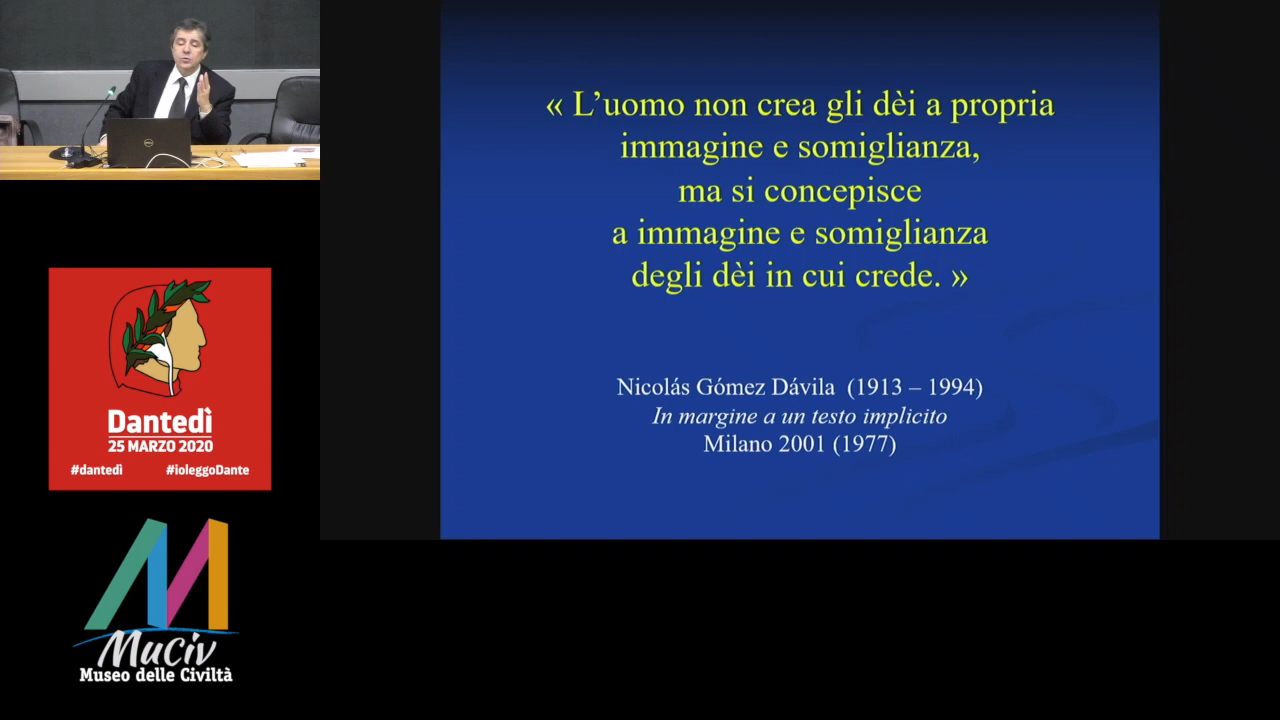 « L’uomo non crea gli dèi a propria
immagine e somiglianza,
ma si concepisce
a immagine e somiglianza
degli dèi in cui crede. »
Nicolás Gómez Dávila (1913 – 1994)
In margine a un testo implicito
Milano 2001 (1977)
Dantedì
25 MARZO 2020
#dantedì #ioleggoDante
MuCiv
Museo delle Civiltà